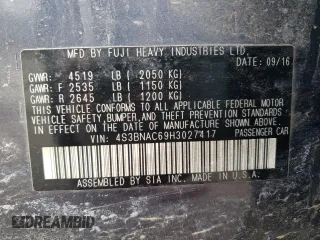 MFD BY FUJI HEAVY INDUSTRIES LTD.
DATE: 09/16
GVWR: 4519 LB ( 2050 KG)
GAWR: F 2535 LB ( 1150 KG)
GAWR: R 2645 LB ( 1200 KG)
THIS VEHICLE CONFORMS TO ALL APPLICABLE
FEDERAL MOTOR VEHICLE SAFETY, BUMPER, AND
THEFT PREVENTION STANDARDS IN EFFECT ON
THE DATE OF MANUFACTURE SHOWN ABOVE.
VIN: 4S3BNAC69H3027417
PASSENGER CAR
ASSEMBLED BY SIA INC. MADE IN U.S.A.
DREAMBID